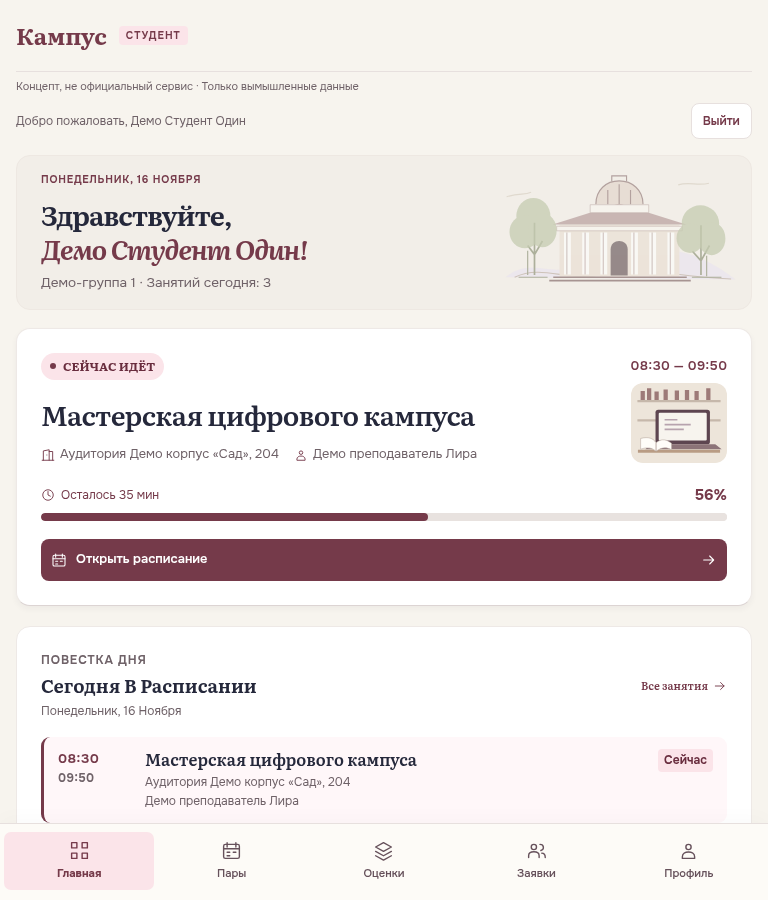 Кампус
СТУДЕНТ
Концепт, не официальный сервис · Только вымышленные данные
Добро пожаловать, Демо Студент Один
Выйти
ПОНЕДЕЛЬНИК, 16 НОЯБРЯ
Здравствуйте,
Демо Студент Один!
Демо-группа 1 · Занятий сегодня: 3
СЕЙЧАС ИДЁТ
08:30 — 09:50
Мастерская цифрового кампуса
Аудитория Демо корпус «Сад», 204
Демо преподаватель Лира
Осталось 35 мин
56%
Открыть расписание
ПОВЕСТКА ДНЯ
Сегодня В Расписании
Все занятия
Понедельник, 16 Ноября
08:30
09:50
Мастерская цифрового кампуса
Сейчас
Аудитория Демо корпус «Сад», 204
Демо преподаватель Лира
Главная
Пары
Оценки
Заявки
Профиль